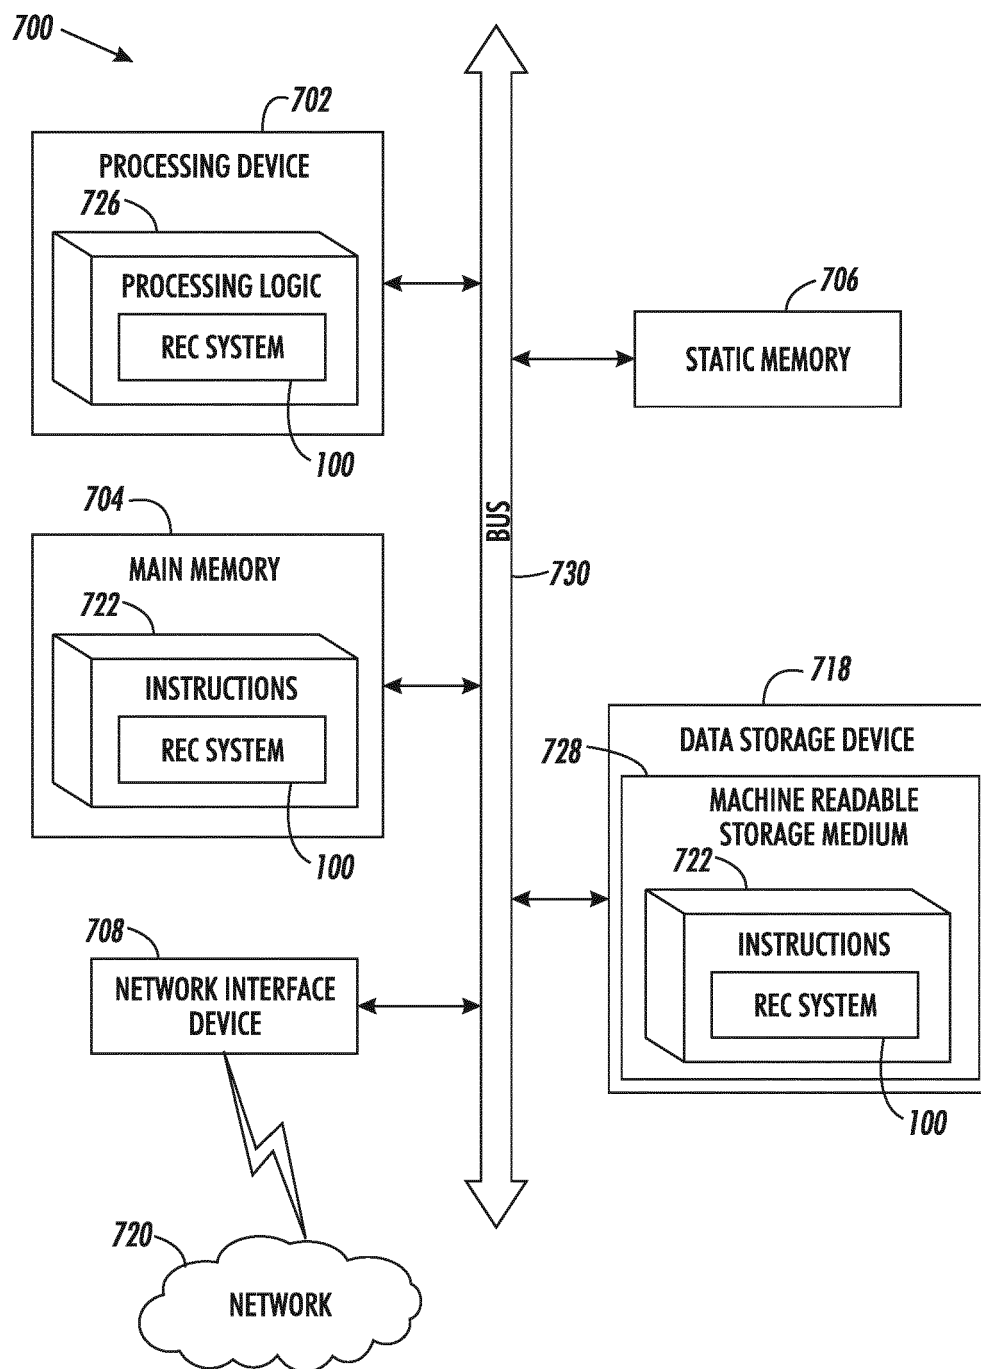 700
702
PROCESSING DEVICE
726
PROCESSING LOGIC
REC SYSTEM
100
706
STATIC MEMORY
704
MAIN MEMORY
722
INSTRUCTIONS
REC SYSTEM
100
BUS
730
718
DATA STORAGE DEVICE
728
MACHINE READABLE
STORAGE MEDIUM
722
INSTRUCTIONS
REC SYSTEM
100
708
NETWORK INTERFACE
DEVICE
720
NETWORK